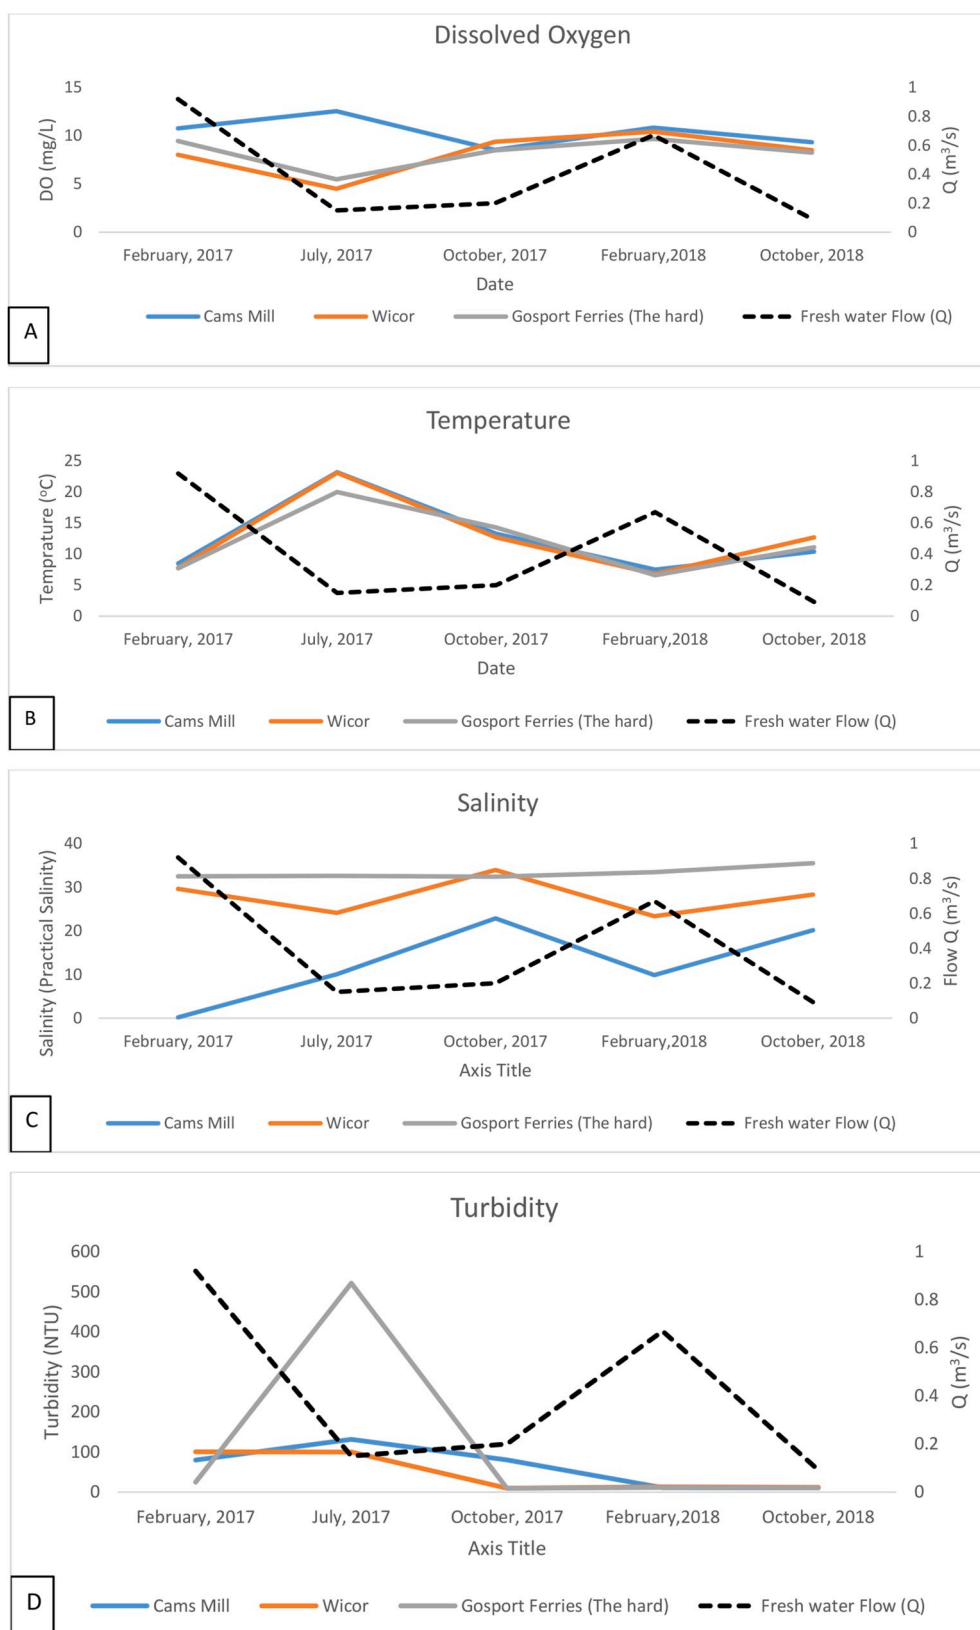 Dissolved Oxygen
15
10
5
0
DO (mg/L)
1
0.8
0.6
0.4
0.2
0
Q (m³/s)
February, 2017 July, 2017 October, 2017 February,2018 October, 2018
Date
Cams Mill Wicor Gosport Ferries (The hard) Fresh water Flow (Q)
A
Temperature
25
20
15
10
5
0
Temprature (°C)
1
0.8
0.6
0.4
0.2
0
Q (m³/s)
February, 2017 July, 2017 October, 2017 February,2018 October, 2018
Date
Cams Mill Wicor Gosport Ferries (The hard) Fresh water Flow (Q)
B
Salinity
40
30
20
10
0
Salinity (Practical Salinity)
1
0.8
0.6
0.4
0.2
0
Flow Q (m³/s)
February, 2017 July, 2017 October, 2017 February,2018 October, 2018
Axis Title
Cams Mill Wicor Gosport Ferries (The hard) Fresh water Flow (Q)
C
Turbidity
600
500
400
300
200
100
0
Turbidity (NTU)
1
0.8
0.6
0.4
0.2
0
Q (m³/s)
February, 2017 July, 2017 October, 2017 February,2018 October, 2018
Axis Title
Cams Mill Wicor Gosport Ferries (The hard) Fresh water Flow (Q)
D